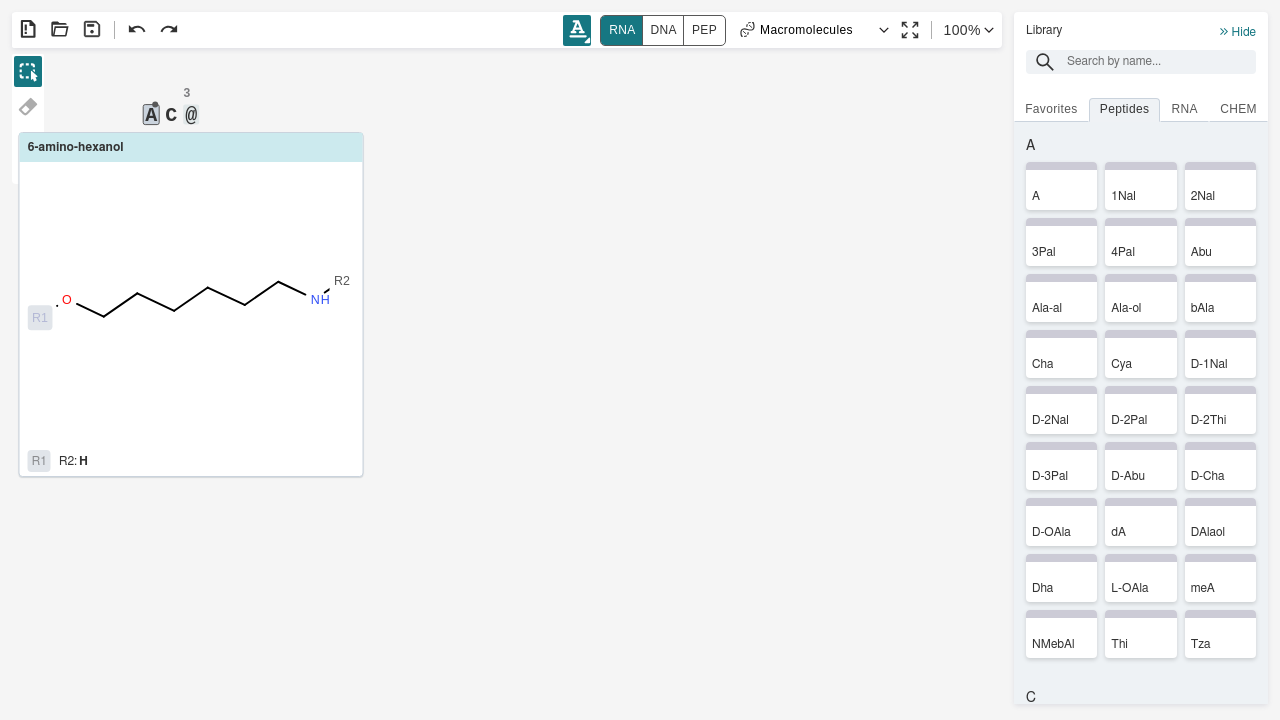 A RNA DNA PEP Macromolecules 100%
3
A C @
6-amino-hexanol
R2
O
NH
R1
R1 R2: H
Library
Hide
Search by name...
Favorites Peptides RNA CHEM
A
A 1Nal 2Nal
3Pal 4Pal Abu
Ala-al Ala-ol bAla
Cha Cya D-1Nal
D-2Nal D-2Pal D-2Thi
D-3Pal D-Abu D-Cha
D-OAla dA DAlaol
Dha L-OAla meA
NMebAl Thi Tza
C